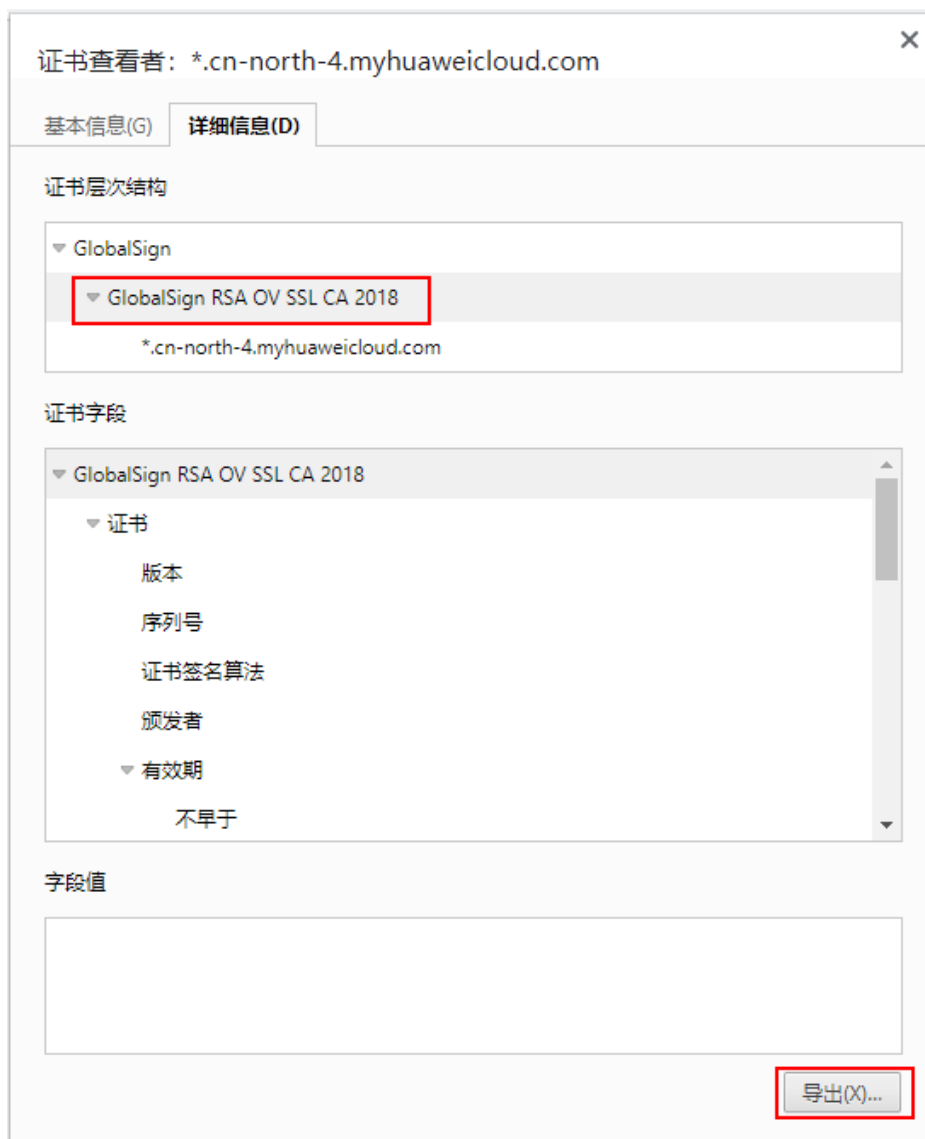 证书查看者：*.cn-north-4.myhuaweicloud.com
基本信息(G) 详细信息(D)
证书层次结构
GlobalSign
GlobalSign RSA OV SSL CA 2018
*.cn-north-4.myhuaweicloud.com
证书字段
GlobalSign RSA OV SSL CA 2018
证书
版本
序列号
证书签名算法
颁发者
有效期
不早于
字段值
导出(X)...